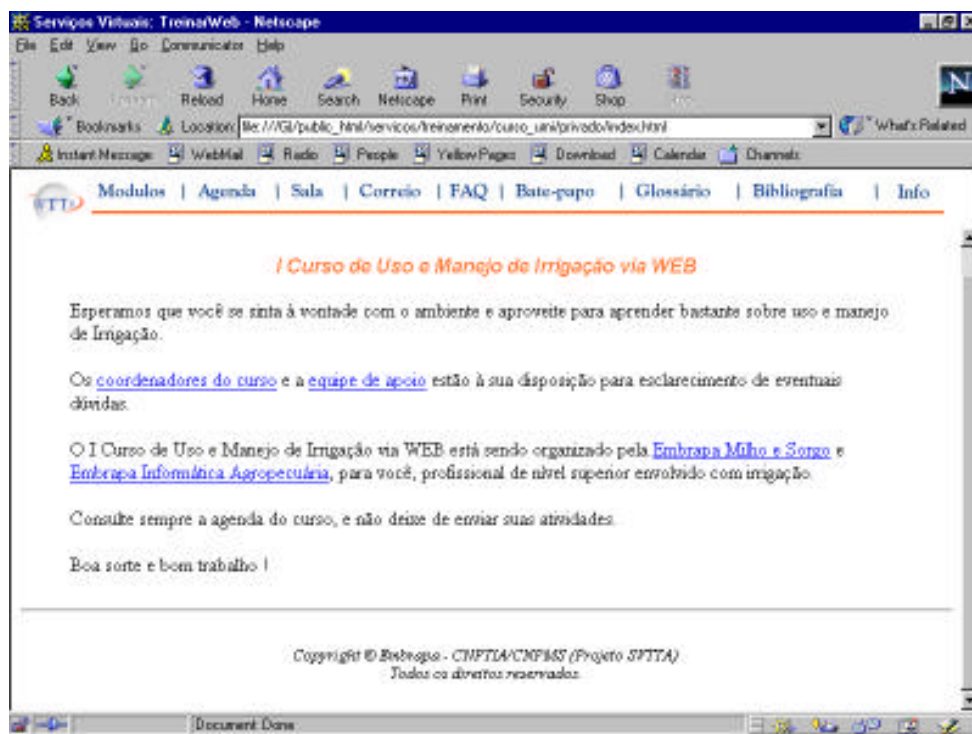 Serviços Virtuais: TreinarWeb - Netscape
File Edit View Go Communicator Help
Back Reload Home Search Netscape Print Security Shop
Bookmarks Location: file:///G|/public_html/servicos/treinamento/curso_umi/privado/index.html What's Related
Instant Message WebMail Radio People Yellow Pages Download Calendar Channels
Modulos | Agenda | Sala | Correio | FAQ | Bate-papo | Glossário | Bibliografia | Info
I Curso de Uso e Manejo de Irrigação via WEB
Esperamos que você se sinta à vontade com o ambiente e aproveite para aprender bastante sobre uso e manejo
de Irrigação.
Os coordenadores do curso e a equipe de apoio estão à sua disposição para esclarecimento de eventuais
dúvidas.
O I Curso de Uso e Manejo de Irrigação via WEB está sendo organizado pela Embrapa Milho e Sorgo e
Embrapa Informática Agropecuária, para você, profissional de nível superior envolvido com irrigação.
Consulte sempre a agenda do curso, e não deixe de enviar suas atividades.
Boa sorte e bom trabalho !
Copyright © Embrapa - CNPTIA/CNPMS (Projeto SVTTA)
Todos os direitos reservados.
Document: Done